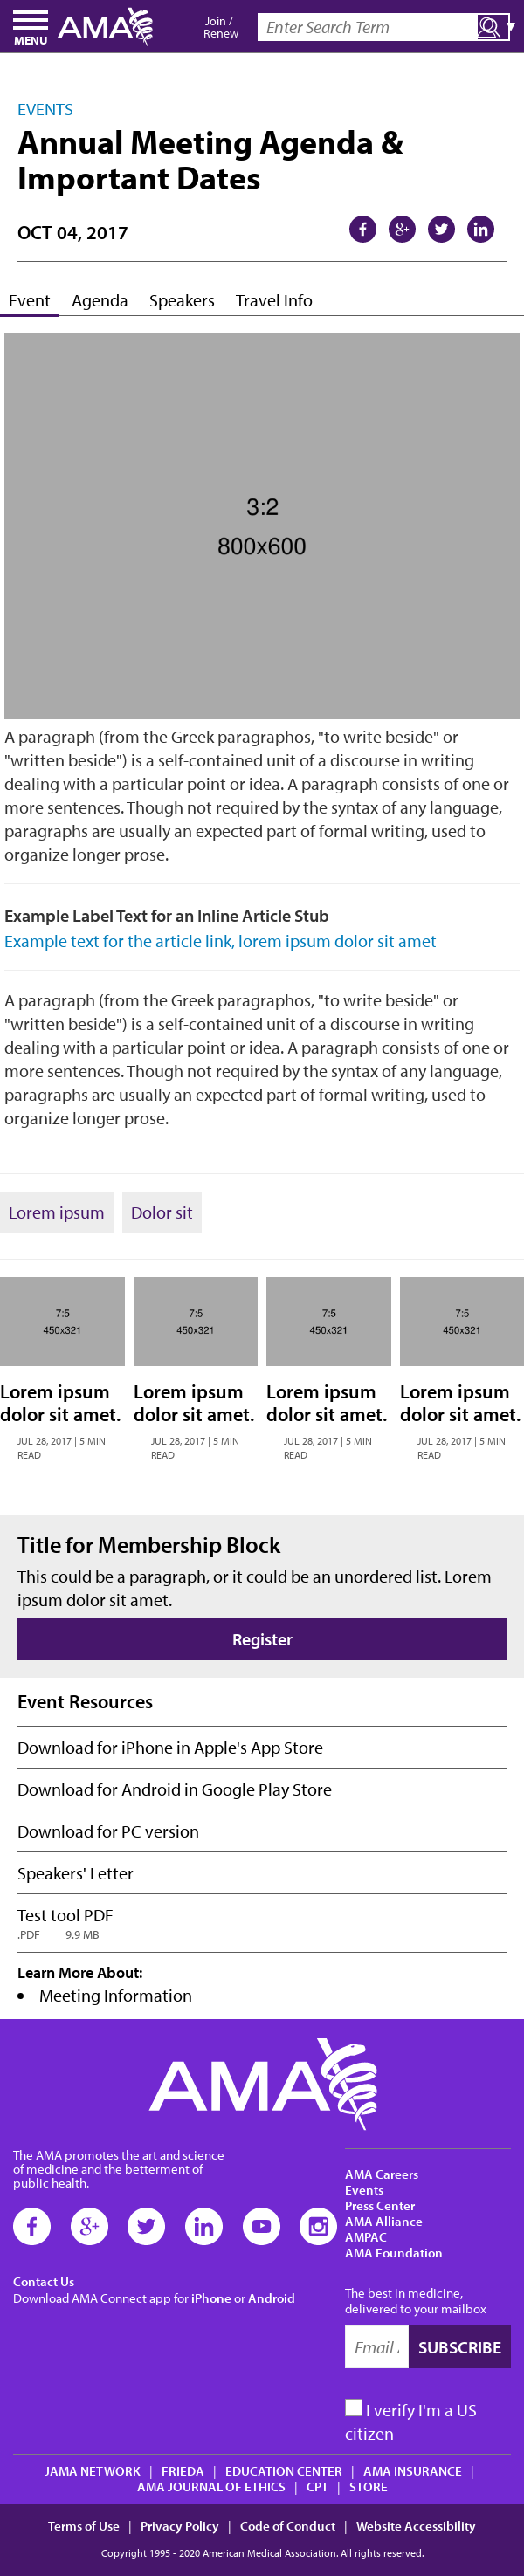 MENU
AMA
Join /
Renew
Enter Search Term
EVENTS
Annual Meeting Agenda &
Important Dates
OCT 04, 2017
Event Agenda Speakers Travel Info
3:2
800x600
A paragraph (from the Greek paragraphos, "to write beside" or
"written beside") is a self-contained unit of a discourse in writing
dealing with a particular point or idea. A paragraph consists of one or
more sentences. Though not required by the syntax of any language,
paragraphs are usually an expected part of formal writing, used to
organize longer prose.
Example Label Text for an Inline Article Stub
Example text for the article link, lorem ipsum dolor sit amet
A paragraph (from the Greek paragraphos, "to write beside" or
"written beside") is a self-contained unit of a discourse in writing
dealing with a particular point or idea. A paragraph consists of one or
more sentences. Though not required by the syntax of any language,
paragraphs are usually an expected part of formal writing, used to
organize longer prose.
Lorem ipsum Dolor sit
7:5
450x321
Lorem ipsum
dolor sit amet.
JUL 28, 2017 | 5 MIN
READ
7:5
450x321
Lorem ipsum
dolor sit amet.
JUL 28, 2017 | 5 MIN
READ
7:5
450x321
Lorem ipsum
dolor sit amet.
JUL 28, 2017 | 5 MIN
READ
7:5
450x321
Lorem ipsum
dolor sit amet.
JUL 28, 2017 | 5 MIN
READ
Title for Membership Block
This could be a paragraph, or it could be an unordered list. Lorem
ipsum dolor sit amet.
Register
Event Resources
Download for iPhone in Apple's App Store
Download for Android in Google Play Store
Download for PC version
Speakers' Letter
Test tool PDF
.PDF 9.9 MB
Learn More About:
• Meeting Information
AMA
The AMA promotes the art and science
of medicine and the betterment of
public health.
Contact Us
Download AMA Connect app for iPhone or Android
AMA Careers
Events
Press Center
AMA Alliance
AMPAC
AMA Foundation
The best in medicine,
delivered to your mailbox
Email SUBSCRIBE
I verify I'm a US
citizen
JAMA NETWORK | FRIEDA | EDUCATION CENTER | AMA INSURANCE |
AMA JOURNAL OF ETHICS | CPT | STORE
Terms of Use | Privacy Policy | Code of Conduct | Website Accessibility
Copyright 1995 - 2020 American Medical Association. All rights reserved.